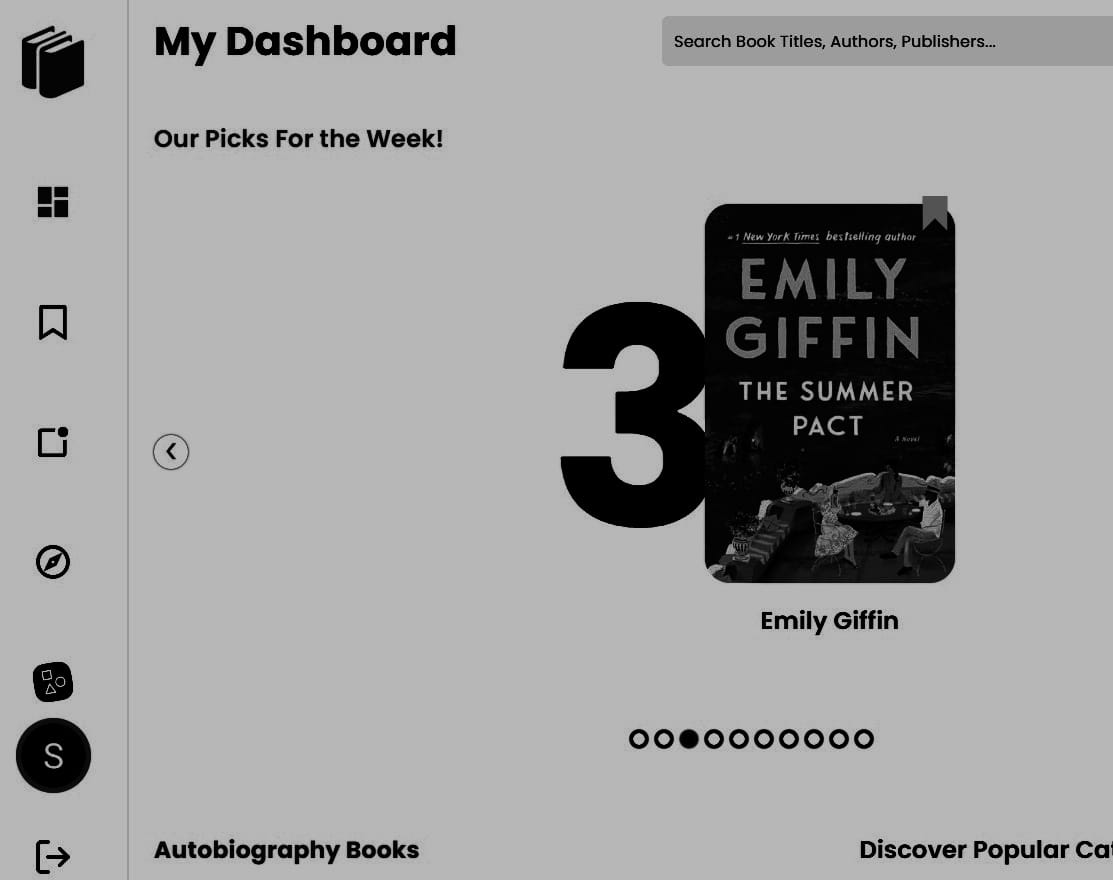 My Dashboard
Search Book Titles, Authors, Publishers...
Our Picks For the Week!
3
#1 New York Times bestselling author
EMILY
GIFFIN
THE SUMMER
PACT
A Novel
Emily Giffin
S
Autobiography Books
Discover Popular Cat